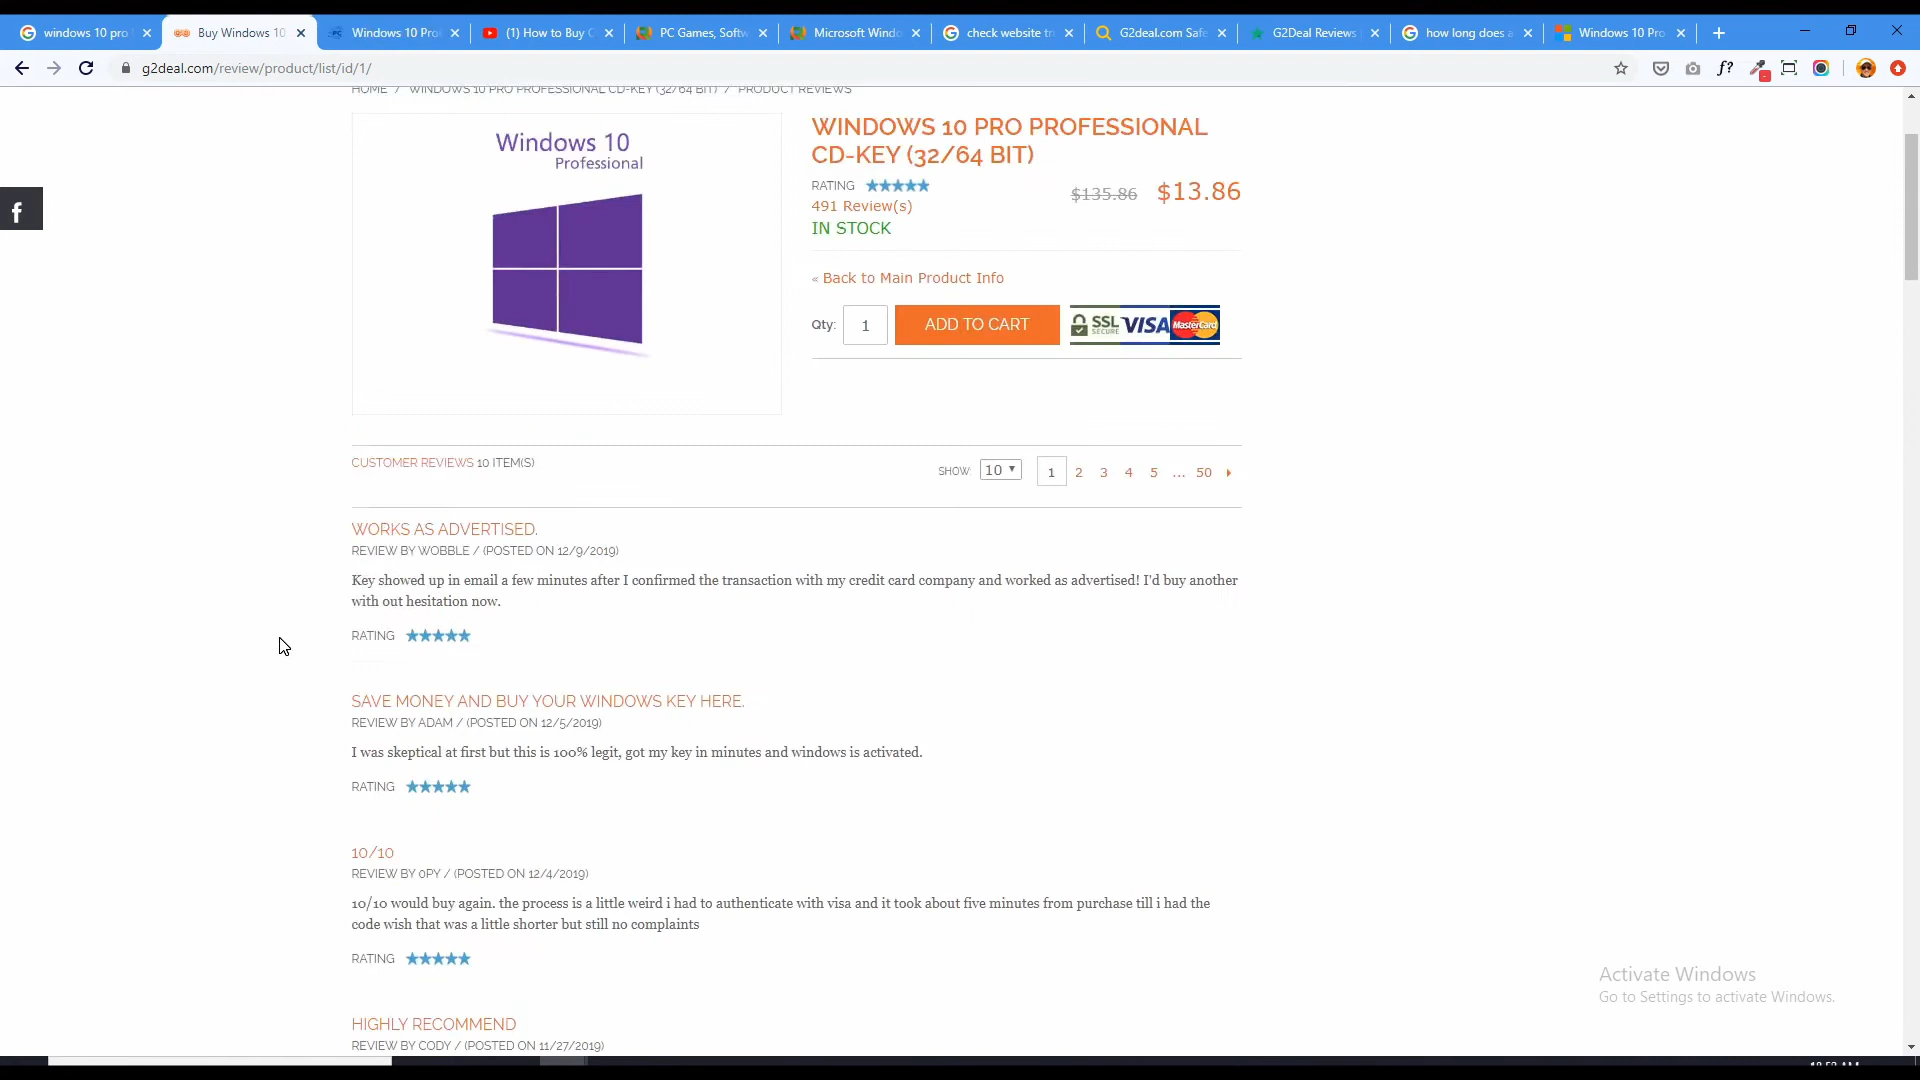 windows 10 pro
Buy Windows 10
Windows 10 Pro
(1) How to Buy
PC Games, Softw
Microsoft Windo
check website tr
G2deal.com Safe
G2Deal Reviews
how long does a
Windows 10 Pro
g2deal.com/review/product/list/id/1/
HOME / WINDOWS 10 PRO PROFESSIONAL CD-KEY (32/64 BIT) / PRODUCT REVIEWS
Windows 10
Professional
WINDOWS 10 PRO PROFESSIONAL
CD-KEY (32/64 BIT)
RATING
$135.86 $13.86
491 Review(s)
IN STOCK
« Back to Main Product Info
Qty: 1 ADD TO CART SSL SECURE VISA MasterCard
CUSTOMER REVIEWS 10 ITEM(S)
SHOW: 10 1 2 3 4 5 ... 50
WORKS AS ADVERTISED.
REVIEW BY WOBBLE / (POSTED ON 12/9/2019)
Key showed up in email a few minutes after I confirmed the transaction with my credit card company and worked as advertised! I'd buy another
with out hesitation now.
RATING
SAVE MONEY AND BUY YOUR WINDOWS KEY HERE.
REVIEW BY ADAM / (POSTED ON 12/5/2019)
I was skeptical at first but this is 100% legit, got my key in minutes and windows is activated.
RATING
10/10
REVIEW BY 0PY / (POSTED ON 12/4/2019)
10/10 would buy again. the process is a little weird i had to authenticate with visa and it took about five minutes from purchase till i had the
code wish that was a little shorter but still no complaints
RATING
Activate Windows
Go to Settings to activate Windows.
HIGHLY RECOMMEND
REVIEW BY CODY / (POSTED ON 11/27/2019)